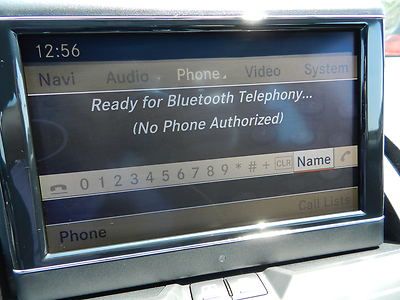 12:56
Navi Audio Phone Video System
Ready for Bluetooth Telephony...
(No Phone Authorized)
0 1 2 3 4 5 6 7 8 9 * # + CLR Name
Call Lists
Phone